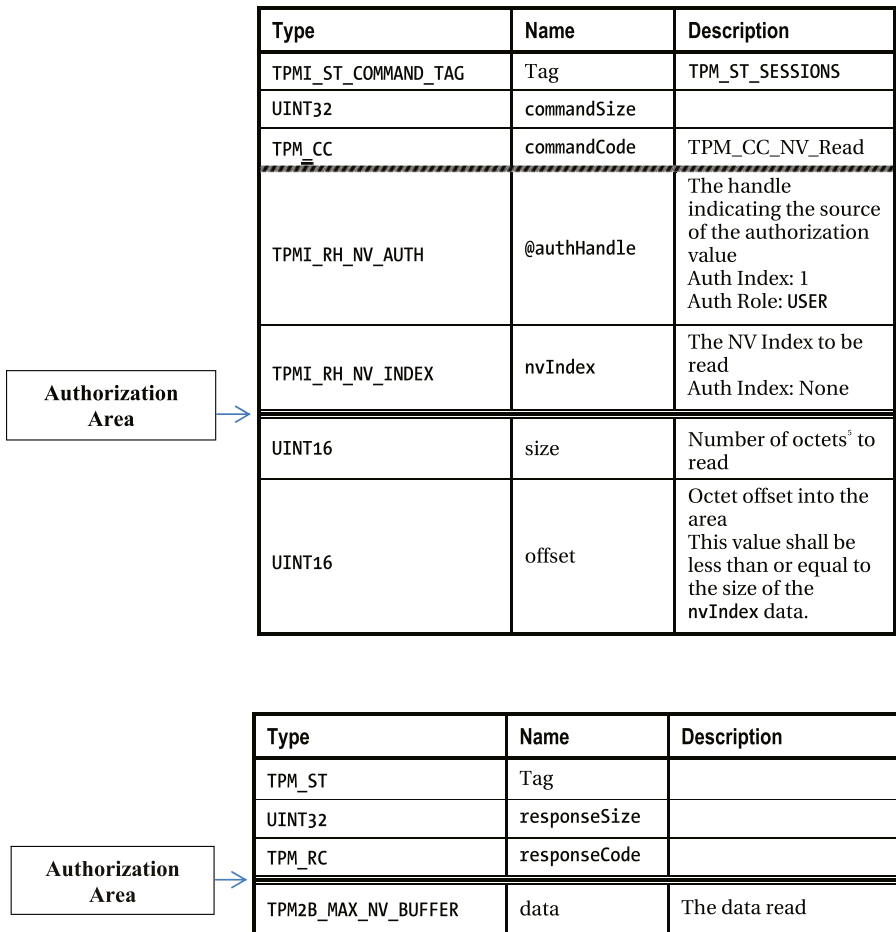 Type Name Description
TPMI_ST_COMMAND_TAG Tag TPM_ST_SESSIONS
UINT32 commandSize
TPM_CC commandCode TPM_CC_NV_Read
TPMI_RH_NV_AUTH @authHandle The handle
indicating the source
of the authorization
value
Auth Index: 1
Auth Role: USER
TPMI_RH_NV_INDEX nvIndex The NV Index to be
read
Auth Index: None
Authorization
Area
UINT16 size Number of octets⁵ to
read
UINT16 offset Octet offset into the
area
This value shall be
less than or equal to
the size of the
nvIndex data.
Type Name Description
TPM_ST Tag
UINT32 responseSize
TPM_RC responseCode
Authorization
Area
TPM2B_MAX_NV_BUFFER data The data read